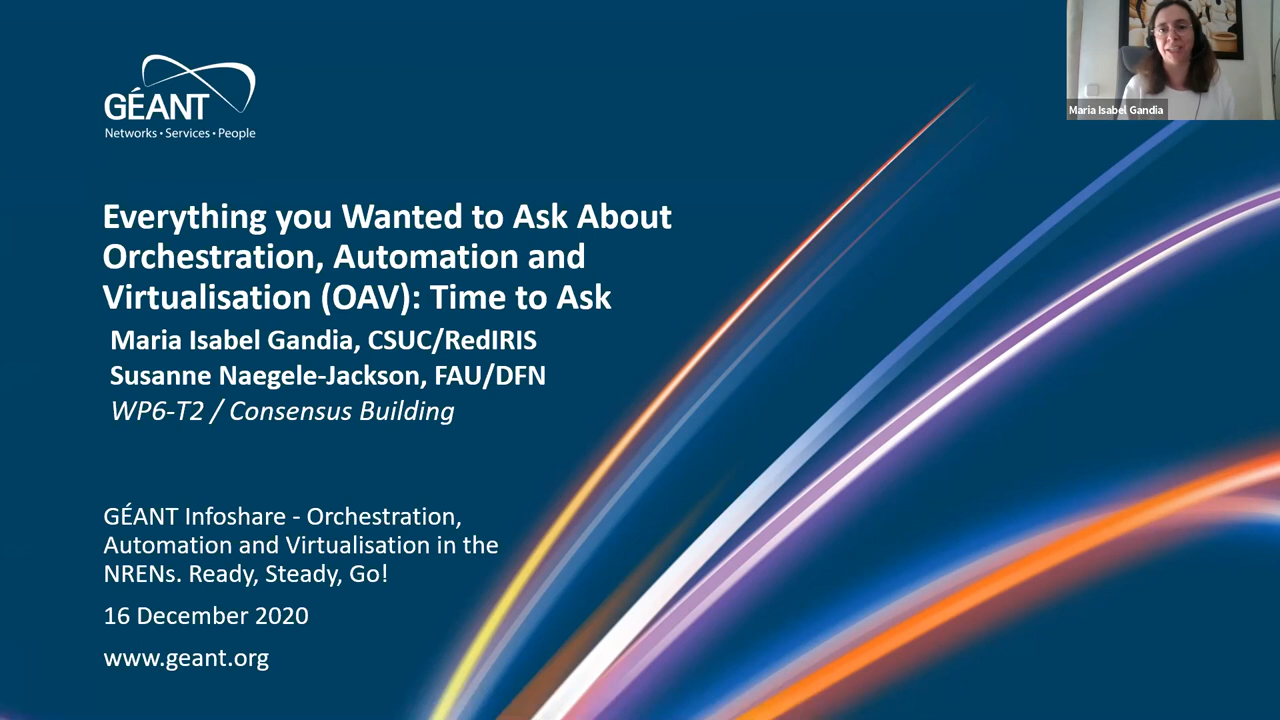 GÉANT
Networks • Services • People
Maria Isabel Gandia
Everything you Wanted to Ask About
Orchestration, Automation and
Virtualisation (OAV): Time to Ask
Maria Isabel Gandia, CSUC/RedIRIS
Susanne Naegele-Jackson, FAU/DFN
WP6-T2 / Consensus Building
GÉANT Infoshare - Orchestration,
Automation and Virtualisation in the
NRENs. Ready, Steady, Go!
16 December 2020
www.geant.org